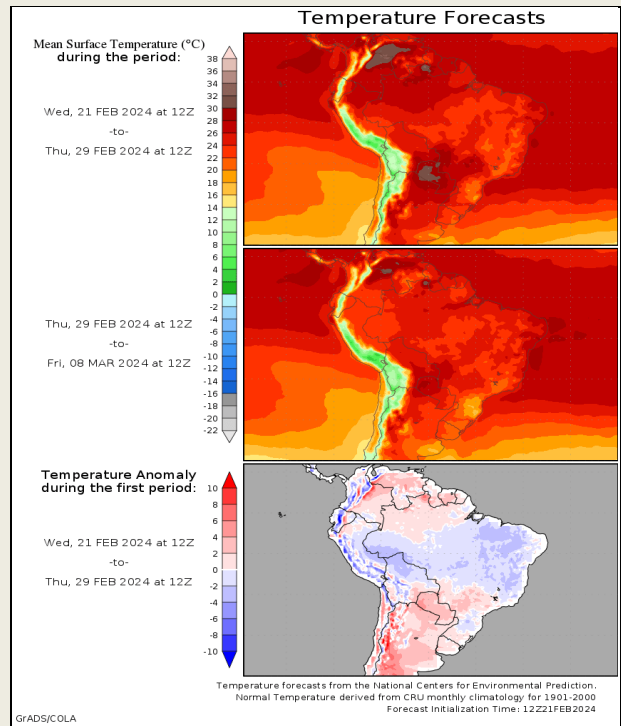 Temperature Forecasts
Mean Surface Temperature (°C)
during the period:
Wed, 21 FEB 2024 at 12Z
-to-
Thu, 29 FEB 2024 at 12Z
38
36
34
32
30
28
26
24
22
20
18
16
14
12
10
8
6
4
2
0
-2
-4
-6
-8
-10
-12
-14
-16
-18
-20
-22
Thu, 29 FEB 2024 at 12Z
-to-
Fri, 08 MAR 2024 at 12Z
Temperature Anomaly
during the first period:
Wed, 21 FEB 2024 at 12Z
-to-
Thu, 29 FEB 2024 at 12Z
10
8
6
4
2
0
-2
-4
-6
-8
-10
Temperature forecasts from the National Centers for Environmental Prediction.
Normal Temperature derived from CRU monthly climatology for 1901-2000
Forecast Initialization Time: 12Z21FEB2024
GrADS/COLA